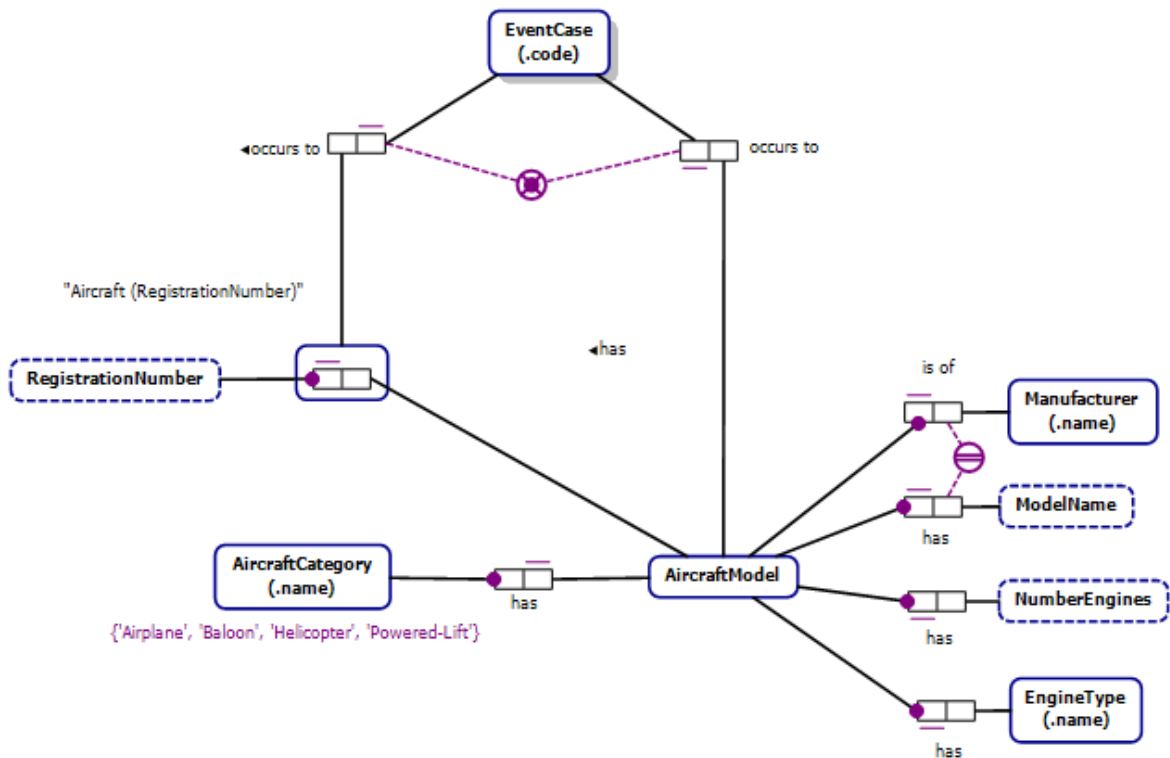 EventCase
(.code)
◄occurs to
occurs to
"Aircraft (RegistrationNumber)"
◄has
RegistrationNumber
is of
Manufacturer
(.name)
ModelName
has
AircraftCategory
(.name)
has
{'Airplane', 'Baloon', 'Helicopter', 'Powered-Lift'}
AircraftModel
NumberEngines
has
EngineType
(.name)
has